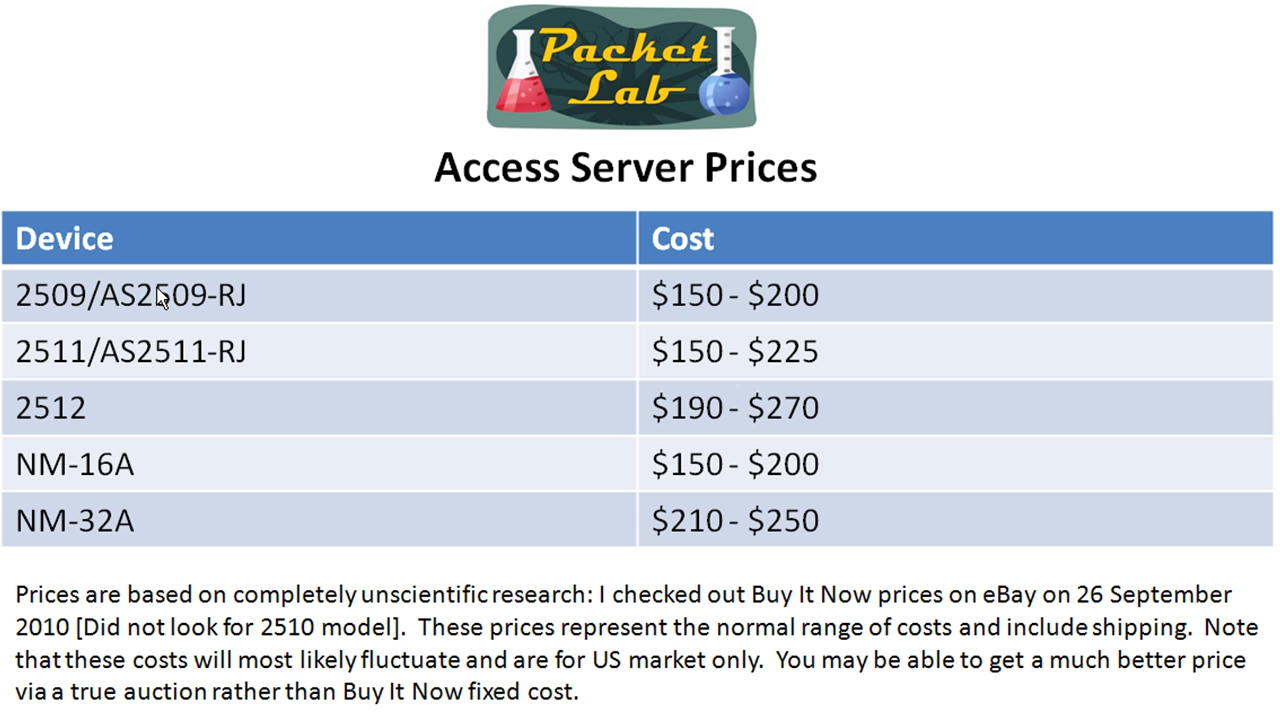 Packet
Lab
Access Server Prices
Device Cost
2509/AS2509-RJ $150 - $200
2511/AS2511-RJ $150 - $225
2512 $190 - $270
NM-16A $150 - $200
NM-32A $210 - $250
Prices are based on completely unscientific research: I checked out Buy It Now prices on eBay on 26 September
2010 [Did not look for 2510 model].  These prices represent the normal range of costs and include shipping.  Note
that these costs will most likely fluctuate and are for US market only.  You may be able to get a much better price
via a true auction rather than Buy It Now fixed cost.